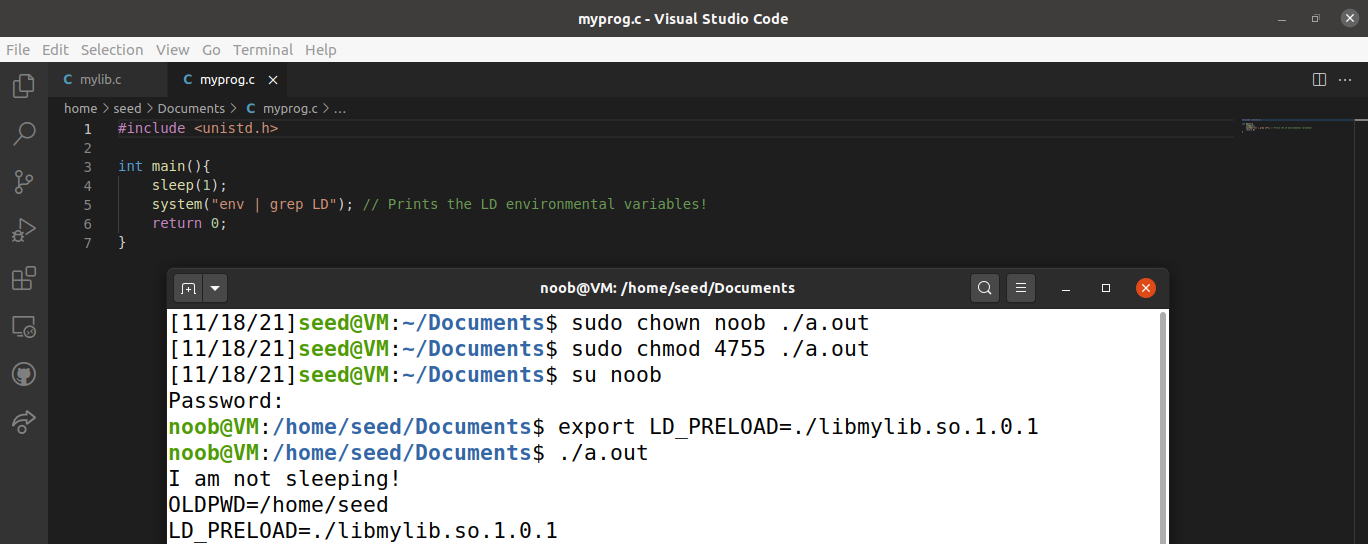 myprog.c - Visual Studio Code
File Edit Selection View Go Terminal Help
C mylib.c C myprog.c
home > seed > Documents > C myprog.c > ...
1 #include <unistd.h>
2
3 int main(){
4     sleep(1);
5     system("env | grep LD"); // Prints the LD environmental variables!
6     return 0;
7 }
noob@VM: /home/seed/Documents
[11/18/21]seed@VM:~/Documents$ sudo chown noob ./a.out
[11/18/21]seed@VM:~/Documents$ sudo chmod 4755 ./a.out
[11/18/21]seed@VM:~/Documents$ su noob
Password:
noob@VM:/home/seed/Documents$ export LD_PRELOAD=./libmylib.so.1.0.1
noob@VM:/home/seed/Documents$ ./a.out
I am not sleeping!
OLDPWD=/home/seed
LD_PRELOAD=./libmylib.so.1.0.1